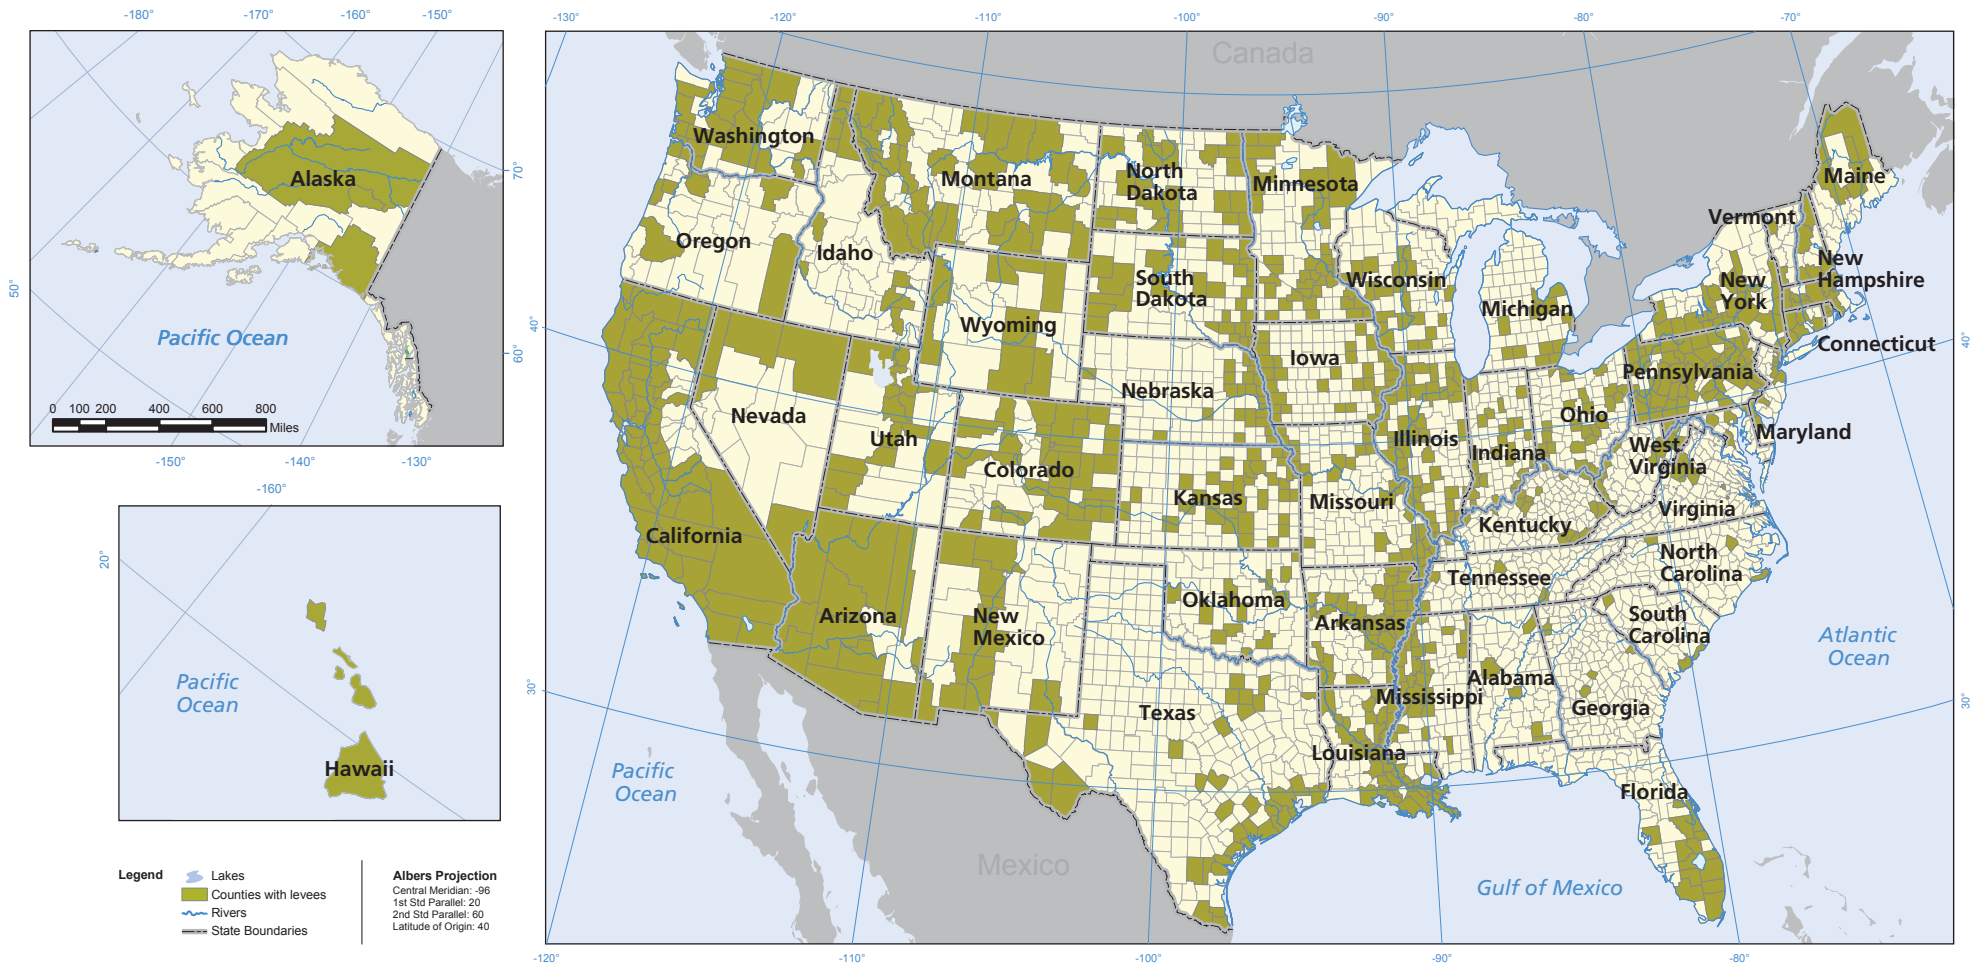 -180°
-170°
-160°
-150°
70°
60°
50°
Alaska
Pacific Ocean
0 100 200 400 600 800
Miles
-150°
-140°
-130°
-160°
20°
Pacific
Ocean
Hawaii
Legend
Lakes
Counties with levees
Rivers
State Boundaries
Albers Projection
Central Meridian: -96
1st Std Parallel: 20
2nd Std Parallel: 60
Latitude of Origin: 40
-130°
-120°
-110°
-100°
-90°
-80°
-70°
Canada
Washington
Montana
North
Dakota
Minnesota
Maine
Vermont
Oregon
Idaho
South
Dakota
Wisconsin
Michigan
New
York
New
Hampshire
Wyoming
Iowa
Connecticut
Nebraska
Pennsylvania
Nevada
Utah
Colorado
Illinois
Indiana
Ohio
West
Virginia
Maryland
Kansas
Missouri
Kentucky
Virginia
California
Tennessee
North
Carolina
Arizona
New
Mexico
Oklahoma
Arkansas
South
Carolina
Texas
Mississippi
Alabama
Georgia
Louisiana
Florida
Pacific
Ocean
Atlantic
Ocean
Mexico
Gulf of Mexico
40°
30°
40°
30°
-120°
-110°
-100°
-90°
-80°